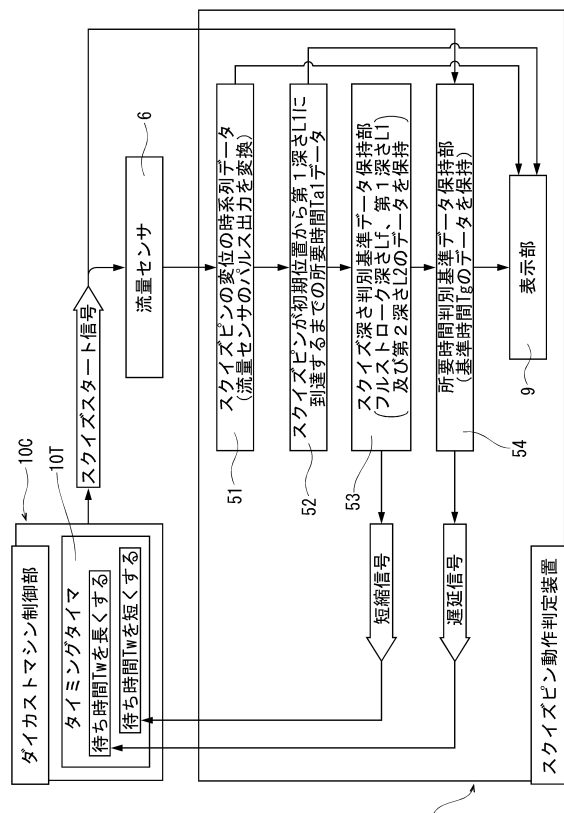 ダイカストマシン制御部
10C
タイミングタイマ
10T
待ち時間Twを長くする
待ち時間Twを短くする
スクイズスタート信号
流量センサ
6
スクイズピンの変位の時系列データ
(流量センサのパルス出力を変換)
51
スクイズピンが初期位置から第1深さL1に
到達するまでの所要時間Ta1データ
52
スクイズ深さ判別基準データ保持部
(フルストローク深さLf、第1深さL1
及び第2深さL2のデータを保持)
53
所要時間判別基準データ保持部
(基準時間Tgのデータを保持)
54
表示部
9
短縮信号
遅延信号
スクイズピン動作判定装置